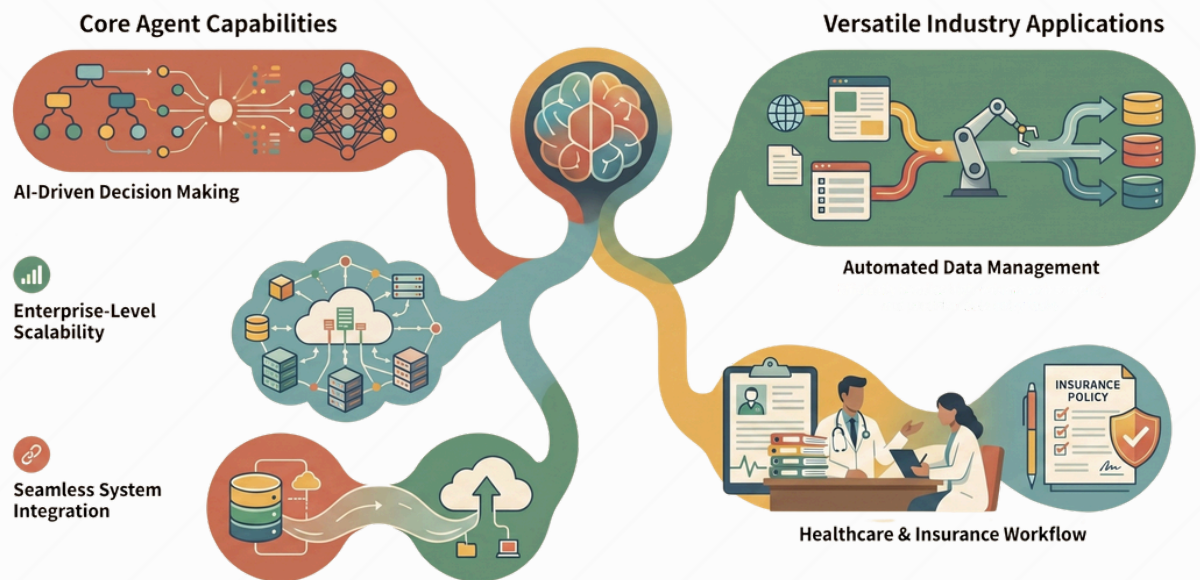 Core Agent Capabilities
AI-Driven Decision Making
Enterprise-Level
Scalability
Seamless System
Integration
Versatile Industry Applications
Automated Data Management
INSURANCE
POLICY
Healthcare & Insurance Workflow